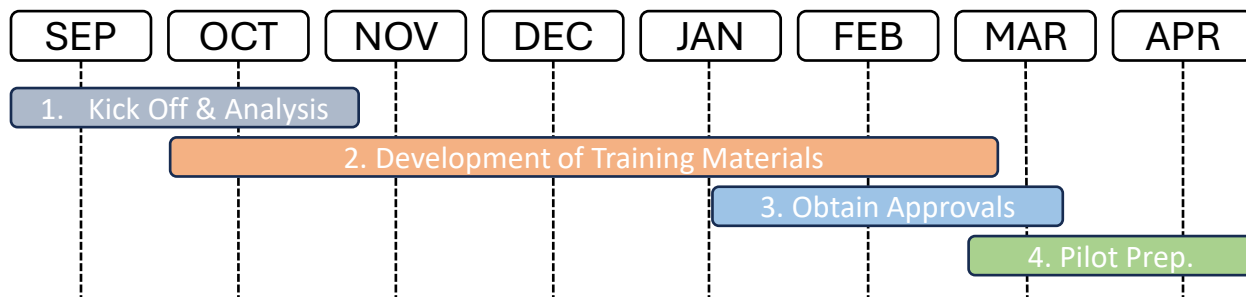 SEP OCT NOV DEC JAN FEB MAR APR
1. Kick Off & Analysis
2. Development of Training Materials
3. Obtain Approvals
4. Pilot Prep.